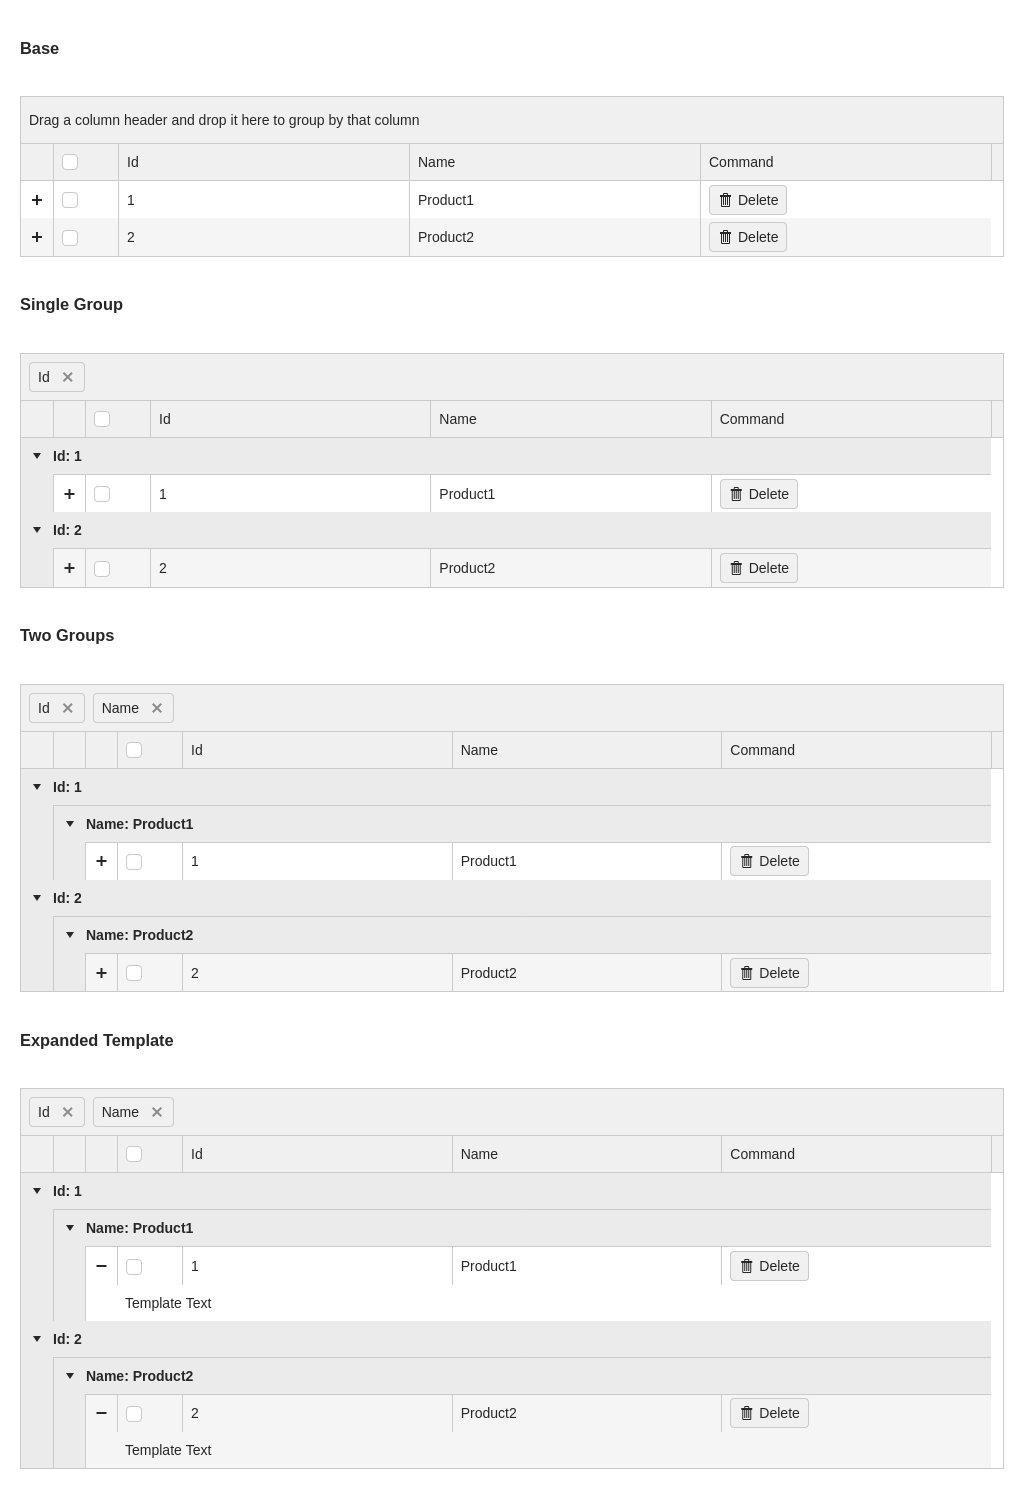 Base
Drag a column header and drop it here to group by that column
Id Name Command
1 Product1 Delete
2 Product2 Delete
Single Group
Id
Id Name Command
Id: 1
1 Product1 Delete
Id: 2
2 Product2 Delete
Two Groups
Id Name
Id Name Command
Id: 1
Name: Product1
1 Product1 Delete
Id: 2
Name: Product2
2 Product2 Delete
Expanded Template
Id Name
Id Name Command
Id: 1
Name: Product1
1 Product1 Delete
Template Text
Id: 2
Name: Product2
2 Product2 Delete
Template Text